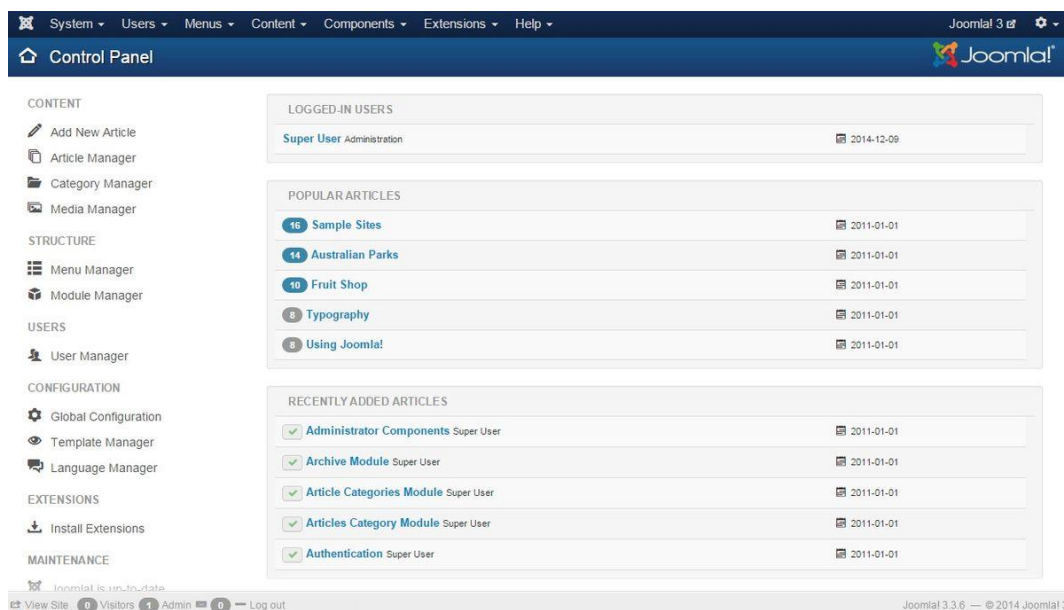 System Users Menus Content Components Extensions Help Joomla! 3
Control Panel Joomla!®
CONTENT
Add New Article
Article Manager
Category Manager
Media Manager
STRUCTURE
Menu Manager
Module Manager
USERS
User Manager
CONFIGURATION
Global Configuration
Template Manager
Language Manager
EXTENSIONS
Install Extensions
MAINTENANCE
Joomla! is up-to-date
LOGGED-IN USERS
Super User Administration 2014-12-09
POPULAR ARTICLES
16 Sample Sites 2011-01-01
14 Australian Parks 2011-01-01
10 Fruit Shop 2011-01-01
8 Typography 2011-01-01
8 Using Joomla! 2011-01-01
RECENTLY ADDED ARTICLES
Administrator Components Super User 2011-01-01
Archive Module Super User 2011-01-01
Article Categories Module Super User 2011-01-01
Articles Category Module Super User 2011-01-01
Authentication Super User 2011-01-01
View Site 0 Visitors 1 Admin 0 Log out Joomla! 3.3.6 — © 2014 Joomla!